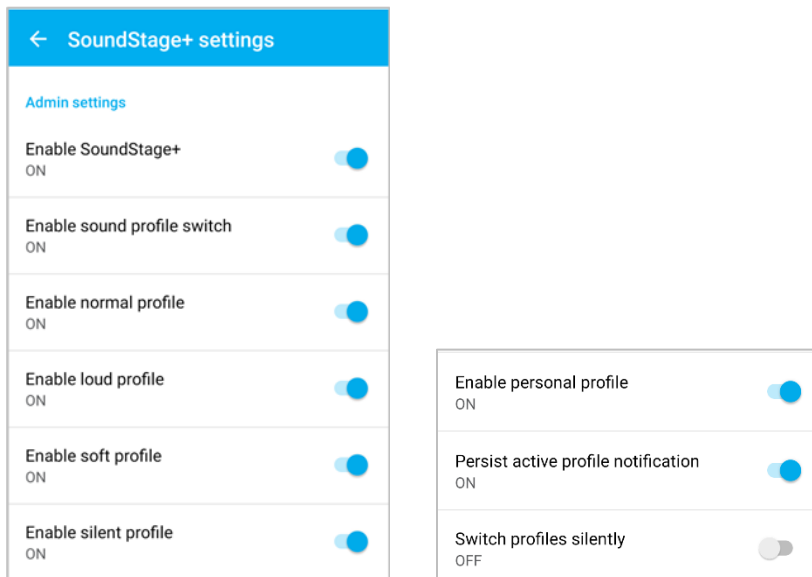 SoundStage+ settings
Admin settings
Enable SoundStage+
ON
Enable sound profile switch
ON
Enable normal profile
ON
Enable loud profile
ON
Enable soft profile
ON
Enable silent profile
ON
Enable personal profile
ON
Persist active profile notification
ON
Switch profiles silently
OFF